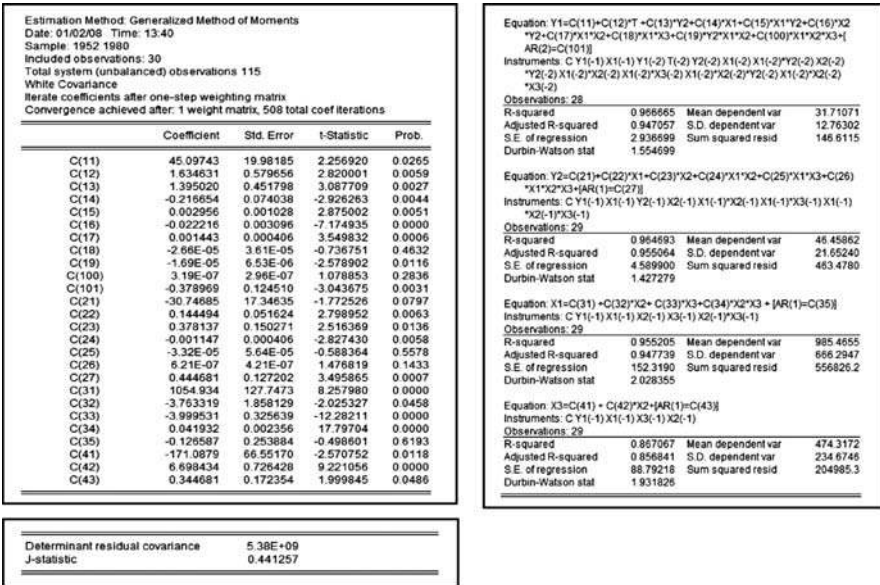 Estimation Method: Generalized Method of Moments
Date: 01/02/08 Time: 13:40
Sample: 1952 1980
Included observations: 30
Total system (unbalanced) observations 115
White Covariance
Iterate coefficients after one-step weighting matrix
Convergence achieved after: 1 weight matrix, 508 total coef iterations
Coefficient Std. Error t-Statistic Prob.
C(11) 45.09743 19.98185 2.256920 0.0265
C(12) 1.634631 0.579656 2.820001 0.0059
C(13) 1.395020 0.451798 3.087709 0.0027
C(14) -0.216654 0.074038 -2.926263 0.0044
C(15) 0.002956 0.001028 2.875002 0.0051
C(16) -0.022216 0.003096 -7.174935 0.0000
C(17) 0.001443 0.000406 3.549832 0.0006
C(18) -2.66E-05 3.61E-05 -0.736751 0.4632
C(19) -1.69E-05 6.53E-06 -2.578902 0.0116
C(100) 3.19E-07 2.96E-07 1.078853 0.2836
C(101) -0.378969 0.124510 -3.043675 0.0031
C(21) -30.74685 17.34635 -1.772526 0.0797
C(22) 0.144494 0.051624 2.798952 0.0063
C(23) 0.378137 0.150271 2.516369 0.0136
C(24) -0.001147 0.000406 -2.827430 0.0058
C(25) -3.32E-05 5.64E-05 -0.588364 0.5578
C(26) 6.21E-07 4.21E-07 1.476819 0.1433
C(27) 0.444681 0.127202 3.495865 0.0007
C(31) 1054.934 127.7473 8.257980 0.0000
C(32) -3.763319 1.858129 -2.025327 0.0458
C(33) -3.999531 0.325639 -12.28211 0.0000
C(34) 0.041932 0.002356 17.79704 0.0000
C(35) -0.126587 0.253884 -0.498601 0.6193
C(41) -171.0879 66.55170 -2.570752 0.0118
C(42) 6.698434 0.726428 9.221056 0.0000
C(43) 0.344681 0.172354 1.999845 0.0486
Determinant residual covariance 5.38E+09
J-statistic 0.441257
Equation: Y1=C(11)+C(12)*T +C(13)*Y2+C(14)*X1+C(15)*X1*Y2+C(16)*X2
*Y2+C(17)*X1*X2+C(18)*X1*X3+C(19)*Y2*X1*X2+C(100)*X1*X2*X3+[
AR(2)=C(101)]
Instruments: C Y1(-1) X1(-1) Y1(-2) T(-2) Y2(-2) X1(-2) X1(-2)*Y2(-2) X2(-2)
*Y2(-2) X1(-2)*X2(-2) X1(-2)*X3(-2) X1(-2)*X2(-2)*Y2(-2) X1(-2)*X2(-2)
*X3(-2)
Observations: 28
R-squared 0.966665 Mean dependent var 31.71071
Adjusted R-squared 0.947057 S.D. dependent var 12.76302
S.E. of regression 2.936699 Sum squared resid 146.6115
Durbin-Watson stat 1.554699
Equation: Y2=C(21)+C(22)*X1+C(23)*X2+C(24)*X1*X2+C(25)*X1*X3+C(26)
*X1*X2*X3+[AR(1)=C(27)]
Instruments: C Y1(-1) X1(-1) Y2(-1) X2(-1) X1(-1)*X2(-1) X1(-1)*X3(-1) X1(-1)
*X2(-1)*X3(-1)
Observations: 29
R-squared 0.964693 Mean dependent var 46.45862
Adjusted R-squared 0.955064 S.D. dependent var 21.65240
S.E. of regression 4.589900 Sum squared resid 463.4780
Durbin-Watson stat 1.427279
Equation: X1=C(31) +C(32)*X2+ C(33)*X3+C(34)*X2*X3 + [AR(1)=C(35)]
Instruments: C Y1(-1) X1(-1) X2(-1) X3(-1) X2(-1)*X3(-1)
Observations: 29
R-squared 0.955205 Mean dependent var 985.4655
Adjusted R-squared 0.947739 S.D. dependent var 666.2947
S.E. of regression 152.3190 Sum squared resid 556826.2
Durbin-Watson stat 2.028355
Equation: X3=C(41) + C(42)*X2+[AR(1)=C(43)]
Instruments: C Y1(-1) X1(-1) X3(-1) X2(-1)
Observations: 29
R-squared 0.867067 Mean dependent var 474.3172
Adjusted R-squared 0.856841 S.D. dependent var 234.6746
S.E. of regression 88.79218 Sum squared resid 204985.3
Durbin-Watson stat 1.931826